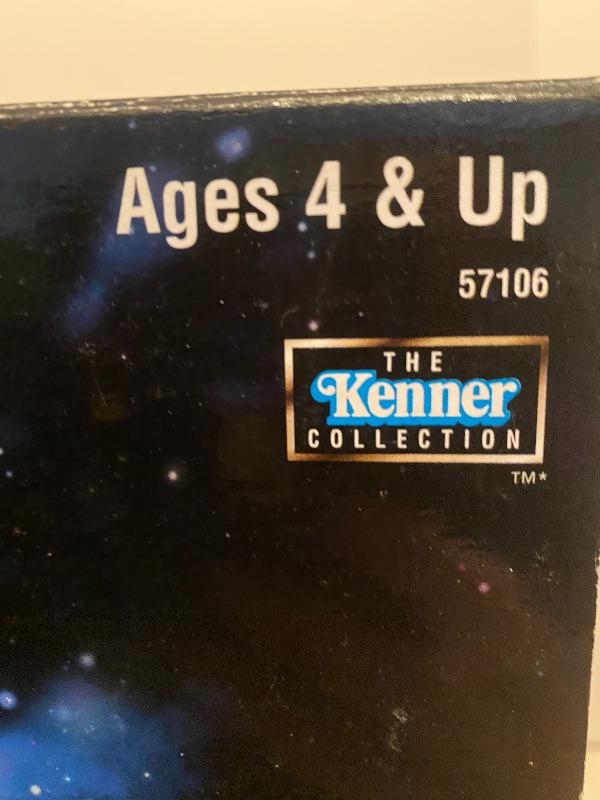 Ages 4 & Up
57106
THE
Kenner
COLLECTION
TM*